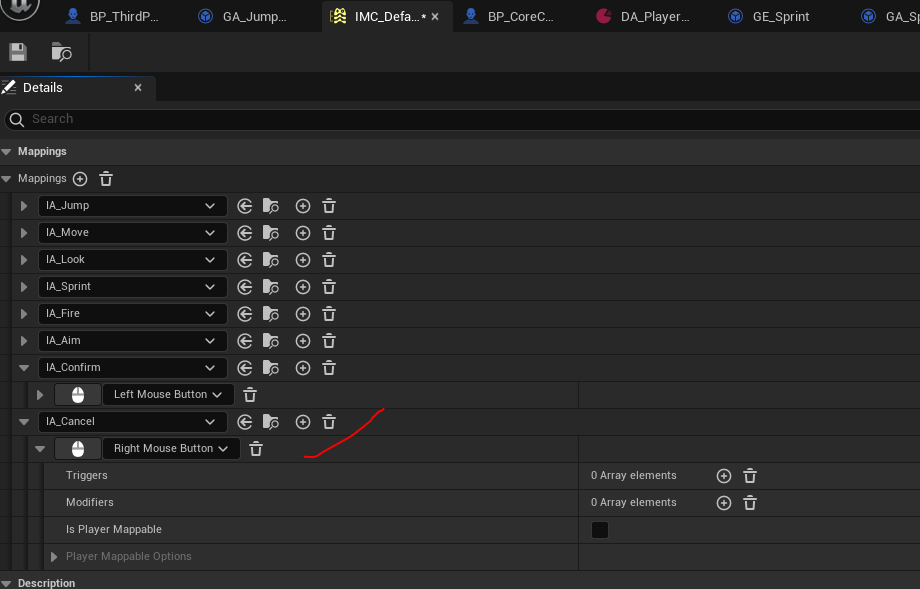 BP_ThirdP... GA_Jump... IMC_Defa...* × BP_CoreC... DA_Player... GE_Sprint GA_Sp
Details ×
Search
Mappings
Mappings
IA_Jump
IA_Move
IA_Look
IA_Sprint
IA_Fire
IA_Aim
IA_Confirm
Left Mouse Button
IA_Cancel
Right Mouse Button
Triggers 0 Array elements
Modifiers 0 Array elements
Is Player Mappable
Player Mappable Options
Description